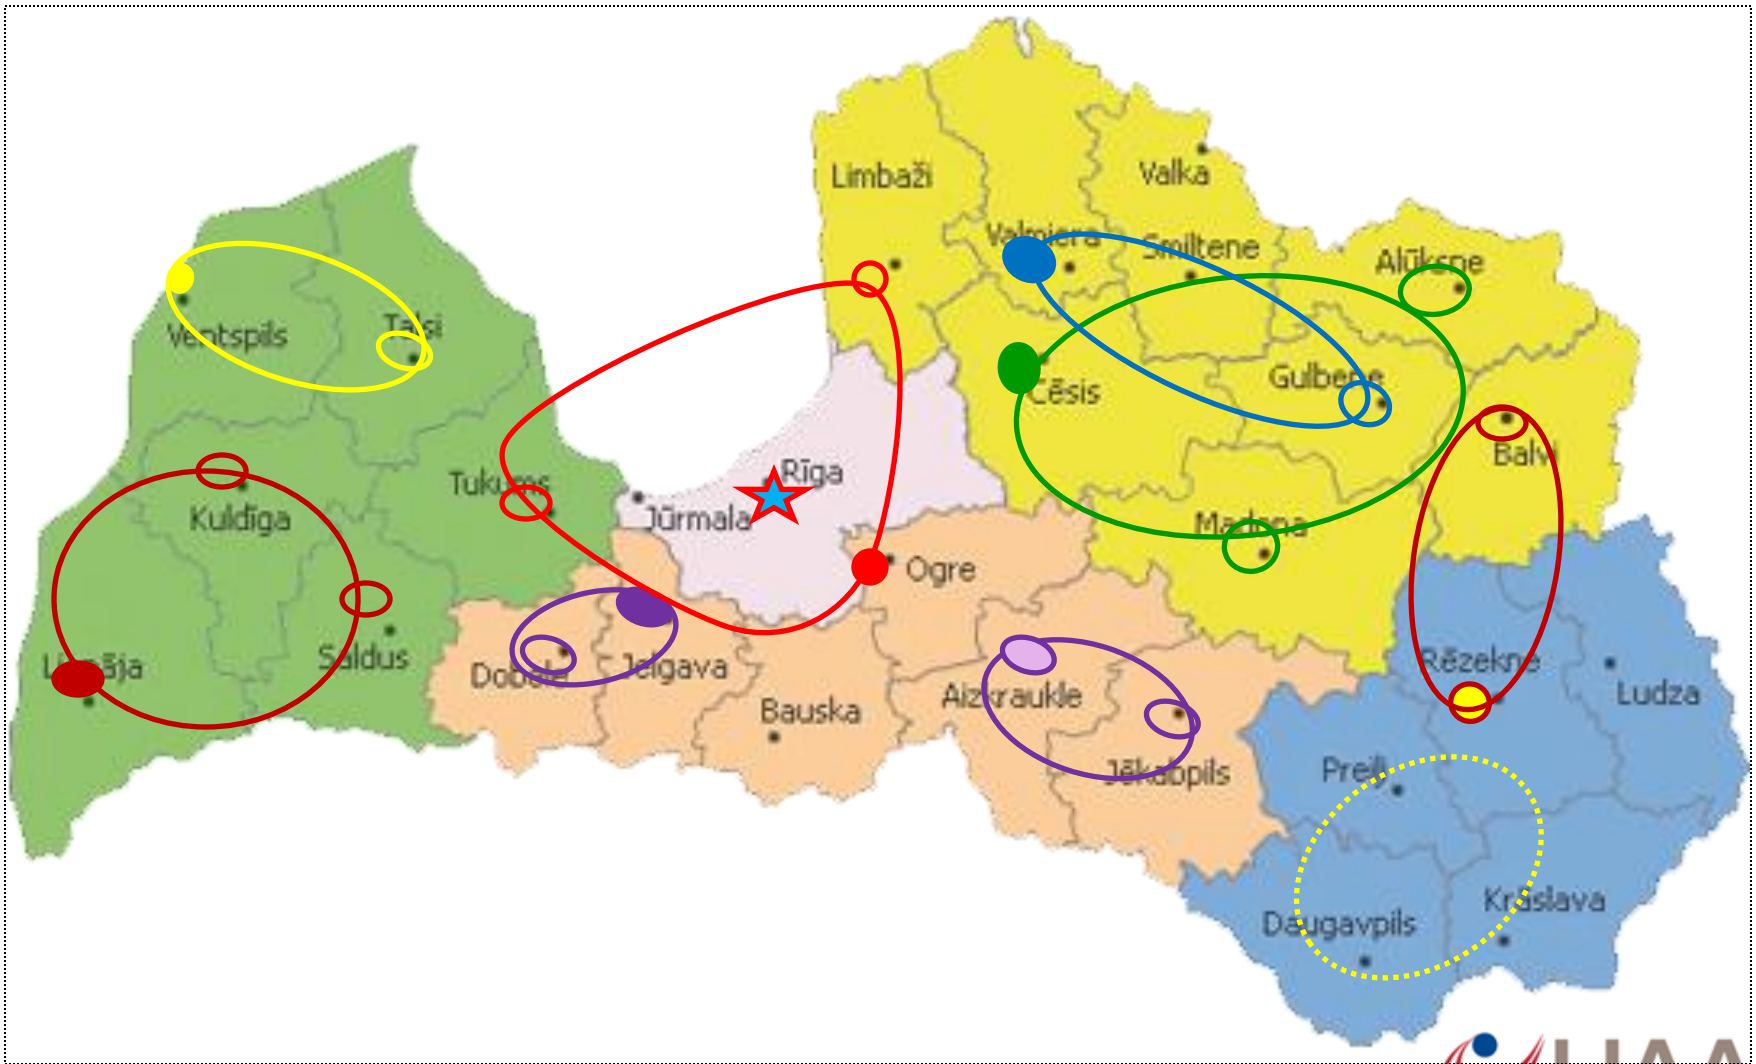 Limbaži
Valka
Valmiera
Smiltene
Alūksne
Ventspils
Talsi
Gulbene
Cēsis
Balvi
Rīga
Tukums
Kuldīga
Jūrmala
Madona
Ogre
Saldus
Liepāja
Dobele
Jelgava
Rēzekne
Aizkraukle
Ludza
Bauska
Preiļi
Jēkabpils
Krāslava
Daugavpils
LIAA